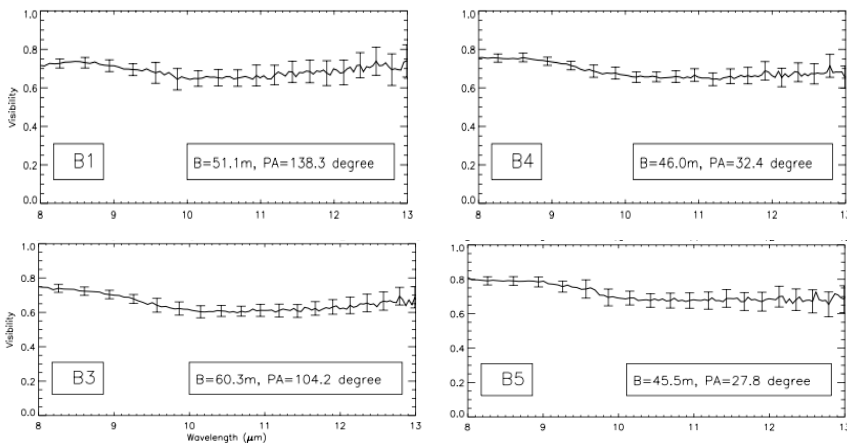 1.0
0.8
0.6
0.4
0.2
0.0
Visibility
B1
B=51.1m, PA=138.3 degree
8 9 10 11 12 13
1.0
0.8
0.6
0.4
0.2
0.0
B4
B=46.0m, PA=32.4 degree
8 9 10 11 12 13
1.0
0.8
0.6
0.4
0.2
0.0
Visibility
B3
B=60.3m, PA=104.2 degree
8 9 10 11 12 13
Wavelength (μm)
1.0
0.8
0.6
0.4
0.2
0.0
B5
B=45.5m, PA=27.8 degree
8 9 10 11 12 13